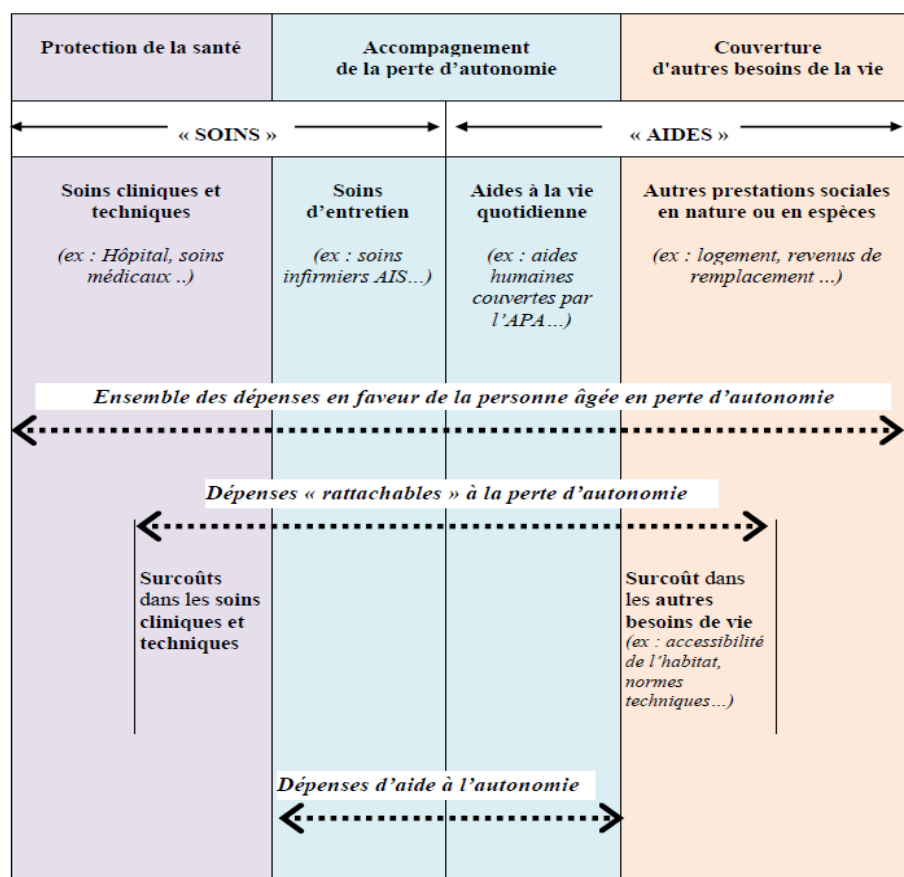 Protection de la santé
Accompagnement
de la perte d’autonomie
Couverture
d'autres besoins de la vie
« SOINS »
« AIDES »
Soins cliniques et
techniques
(ex : Hôpital, soins
médicaux ..)
Soins
d’entretien
(ex : soins
infirmiers AIS…)
Aides à la vie
quotidienne
(ex : aides
humaines
couvertes par
l’APA…)
Autres prestations sociales
en nature ou en espèces
(ex : logement, revenus de
remplacement …)
Ensemble des dépenses en faveur de la personne âgée en perte d’autonomie
Dépenses « rattachables » à la perte d’autonomie
Surcoûts
dans les soins
cliniques et
techniques
Surcoût dans
les autres
besoins de vie
(ex : accessibilité
de l’habitat,
normes
techniques…)
Dépenses d’aide à l’autonomie